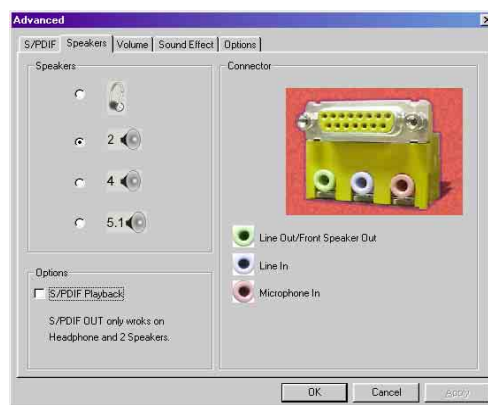 Advanced
S/PDIF Speakers Volume Sound Effect Options
Speakers
2
4
5.1
Options
S/PDIF Playback
S/PDIF OUT only wroks on
Headphone and 2 Speakers.
Connector
Line Out/Front Speaker Out
Line In
Microphone In
OK Cancel Apply